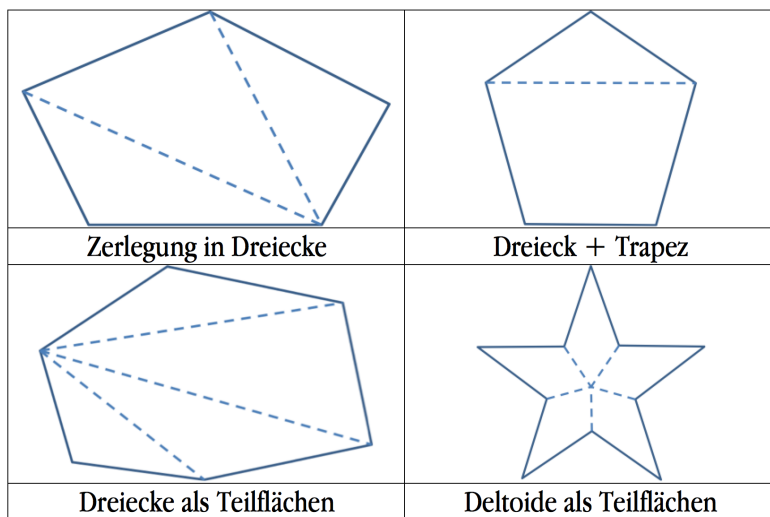 Zerlegung in Dreiecke
Dreieck + Trapez
Dreiecke als Teilflächen
Deltoide als Teilflächen